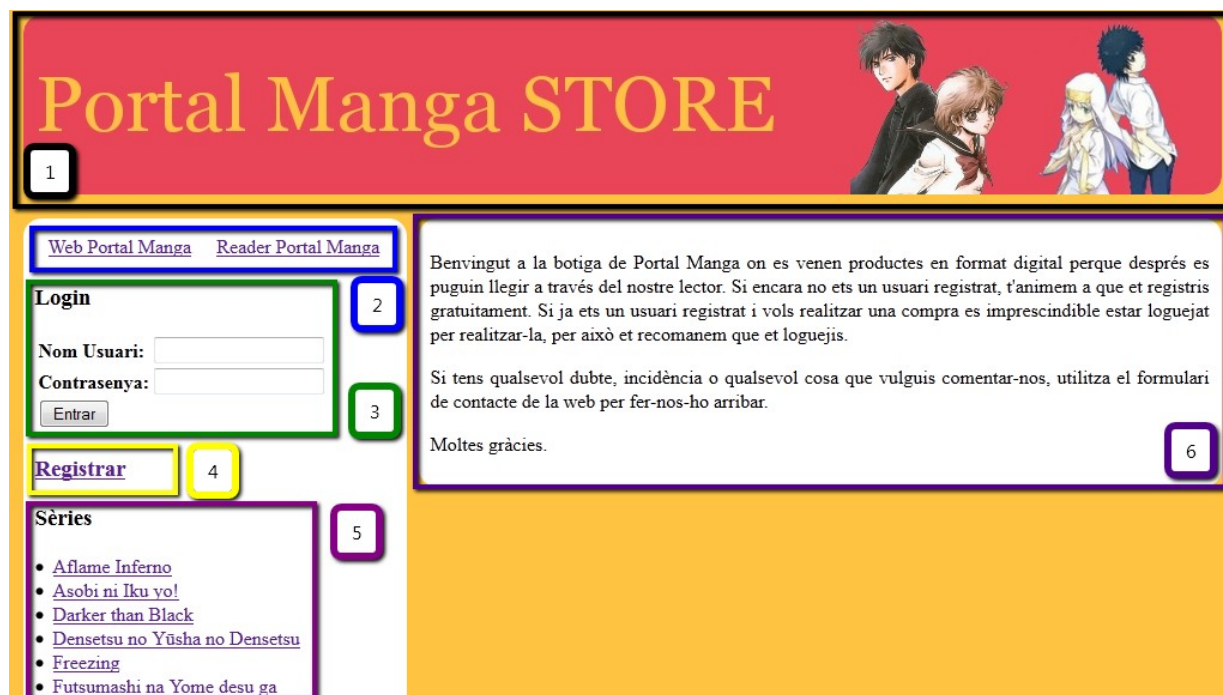 Portal Manga STORE
1
Web Portal Manga Reader Portal Manga
2
Login
Nom Usuari:
Contrasenya:
Entrar
3
Registrar
4
Sèries
5
Aflame Inferno
Asobi ni Iku yo!
Darker than Black
Densetsu no Yūsha no Densetsu
Freezing
Futsumashi na Yome desu ga
Benvingut a la botiga de Portal Manga on es venen productes en format digital perque després es
puguin llegir a través del nostre lector. Si encara no ets un usuari registrat, t'animem a que et registris
gratuitament. Si ja ets un usuari registrat i vols realitzar una compra es imprescindible estar loguejat
per realitzar-la, per això et recomanem que et loguejis.
Si tens qualsevol dubte, incidència o qualsevol cosa que vulguis comentar-nos, utilitza el formulari
de contacte de la web per fer-nos-ho arribar.
Moltes gràcies.
6